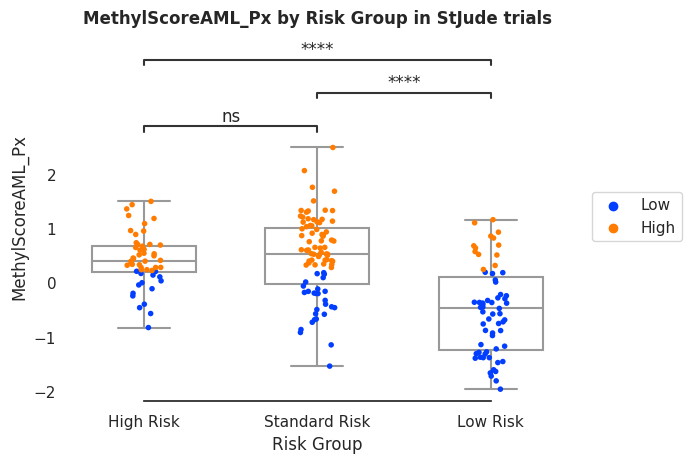 MethylScoreAML_Px by Risk Group in StJude trials
****
****
ns
MethylScoreAML_Px
2
1
0
−1
−2
Low
High
High Risk
Standard Risk
Low Risk
Risk Group